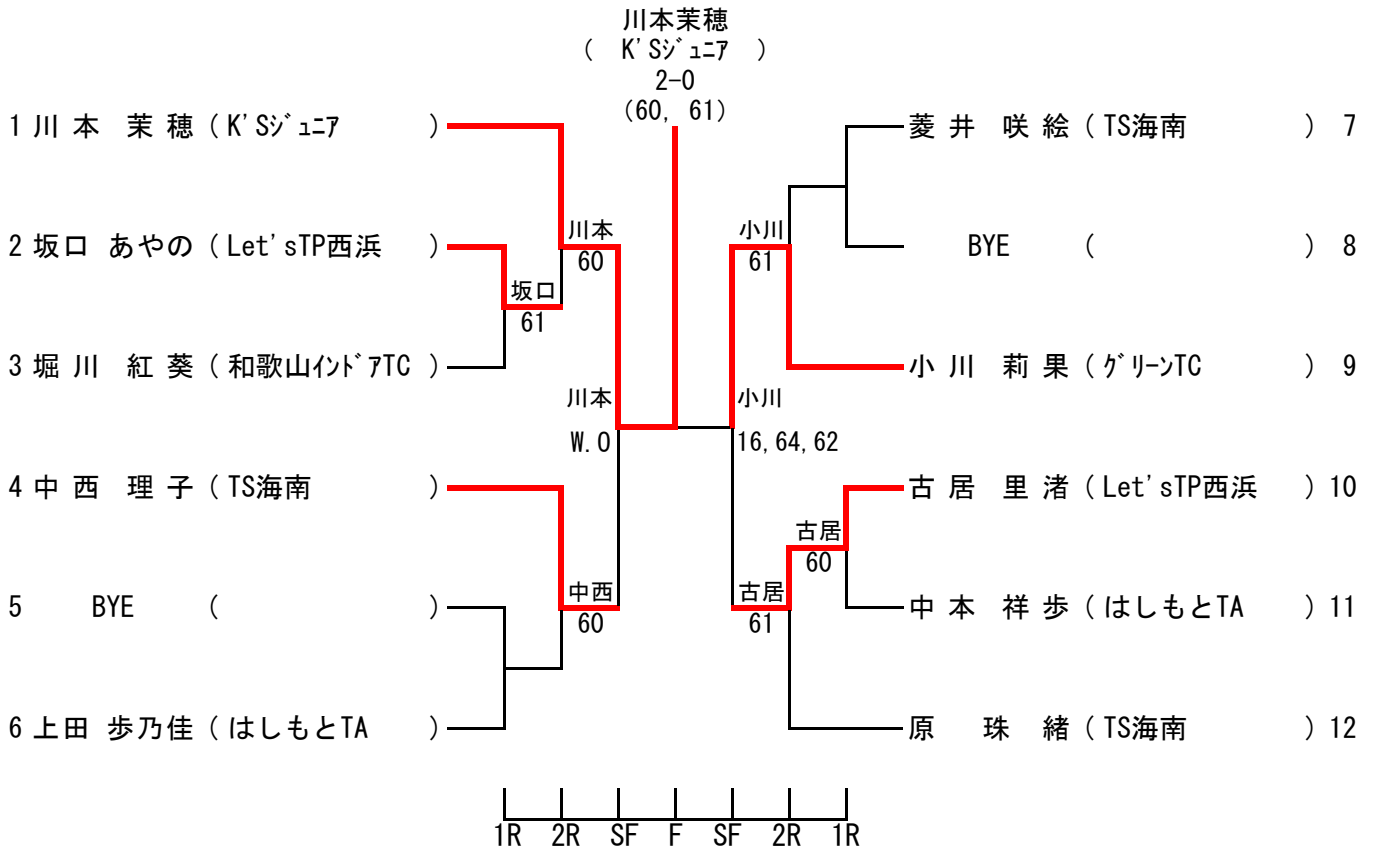 川本茉穂
( K'Sｼﾞｭﾆｱ )
2-0
(60, 61)
1 川本 茉穂 ( K'Sｼﾞｭﾆｱ )
菱井 咲絵 ( TS海南 ) 7
川本
60
小川
61
2 坂口 あやの ( Let'sTP西浜 )
BYE ( ) 8
坂口
61
3 堀川 紅葵 ( 和歌山ｲﾝﾄﾞｱTC )
小川 莉果 ( ｸﾞﾘｰﾝTC ) 9
川本
W.O
小川
16,64,62
4 中西 理子 ( TS海南 )
古居 里渚 ( Let'sTP西浜 ) 10
古居
60
中西
60
古居
61
5 BYE ( )
中本 祥歩 ( はしもとTA ) 11
6 上田 歩乃佳 ( はしもとTA )
原 珠緒 ( TS海南 ) 12
1R 2R SF F SF 2R 1R